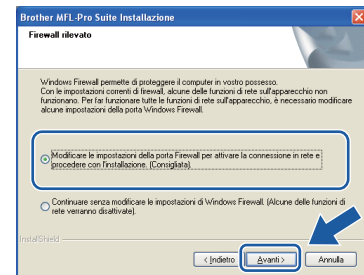 Brother MFL-Pro Suite Installazione
Firewall rilevato
Windows Firewall permette di proteggere il computer in vostro possesso.
Con le impostazioni correnti di firewall, alcune delle funzioni di rete sull'apparecchio non
funzionano. Per far funzionare tutte le funzioni di rete sull'apparecchio, è necessario modificare
alcune impostazioni della porta Windows Firewall.
Modificare le impostazioni della porta Firewall per attivare la connessione in rete e
procedere con l'installazione. (Consigliata).
Continuare senza modificare le impostazioni di Windows Firewall. (Alcune delle funzioni di
rete verranno disattivate).
InstallShield
< Indietro
Avanti >
Annulla